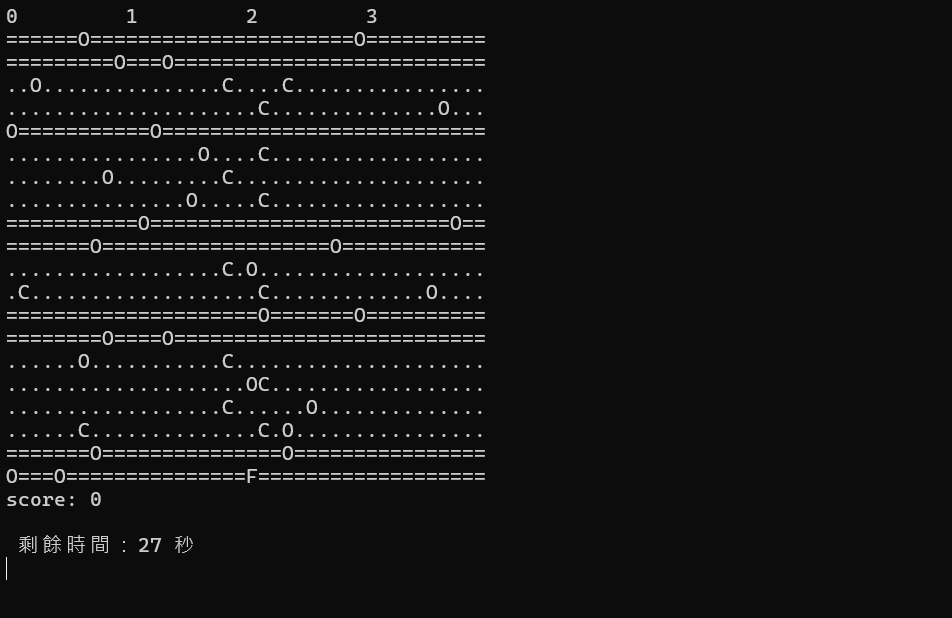 0         1         2         3
======O======================O==========
=========O===O==========================
..O...............C....C................
.....................C..............O...
O===========O===========================
................O....C..................
........O.........C.....................
...............O.....C..................
===========O=========================O==
=======O===================O============
..................C.O...................
.C...................C.............O....
=====================O=======O==========
========O====O==========================
......O...........C.....................
....................OC..................
..................C......O..............
......C..............C.O................
=======O===============O================
O===O===============F===================
score: 0
剩餘時間：27 秒